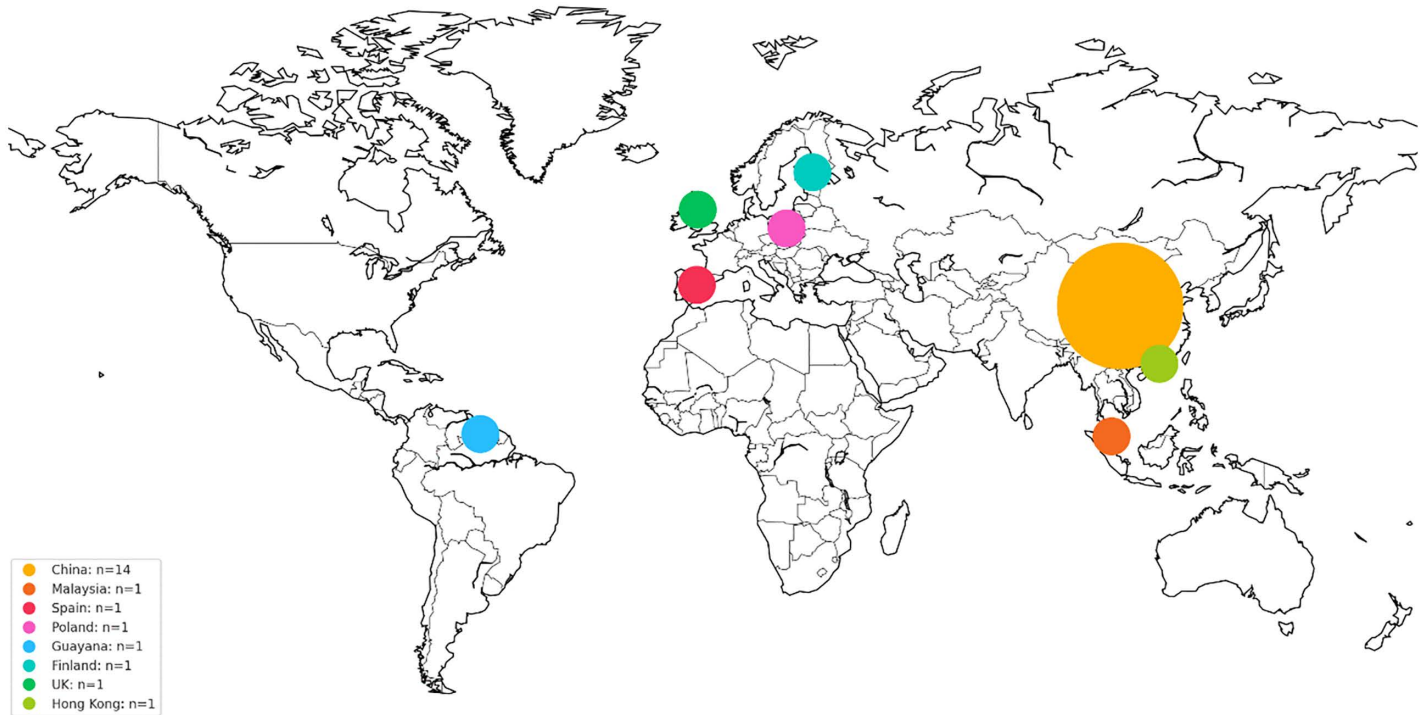 China: n=14
Malaysia: n=1
Spain: n=1
Poland: n=1
Guayana: n=1
Finland: n=1
UK: n=1
Hong Kong: n=1